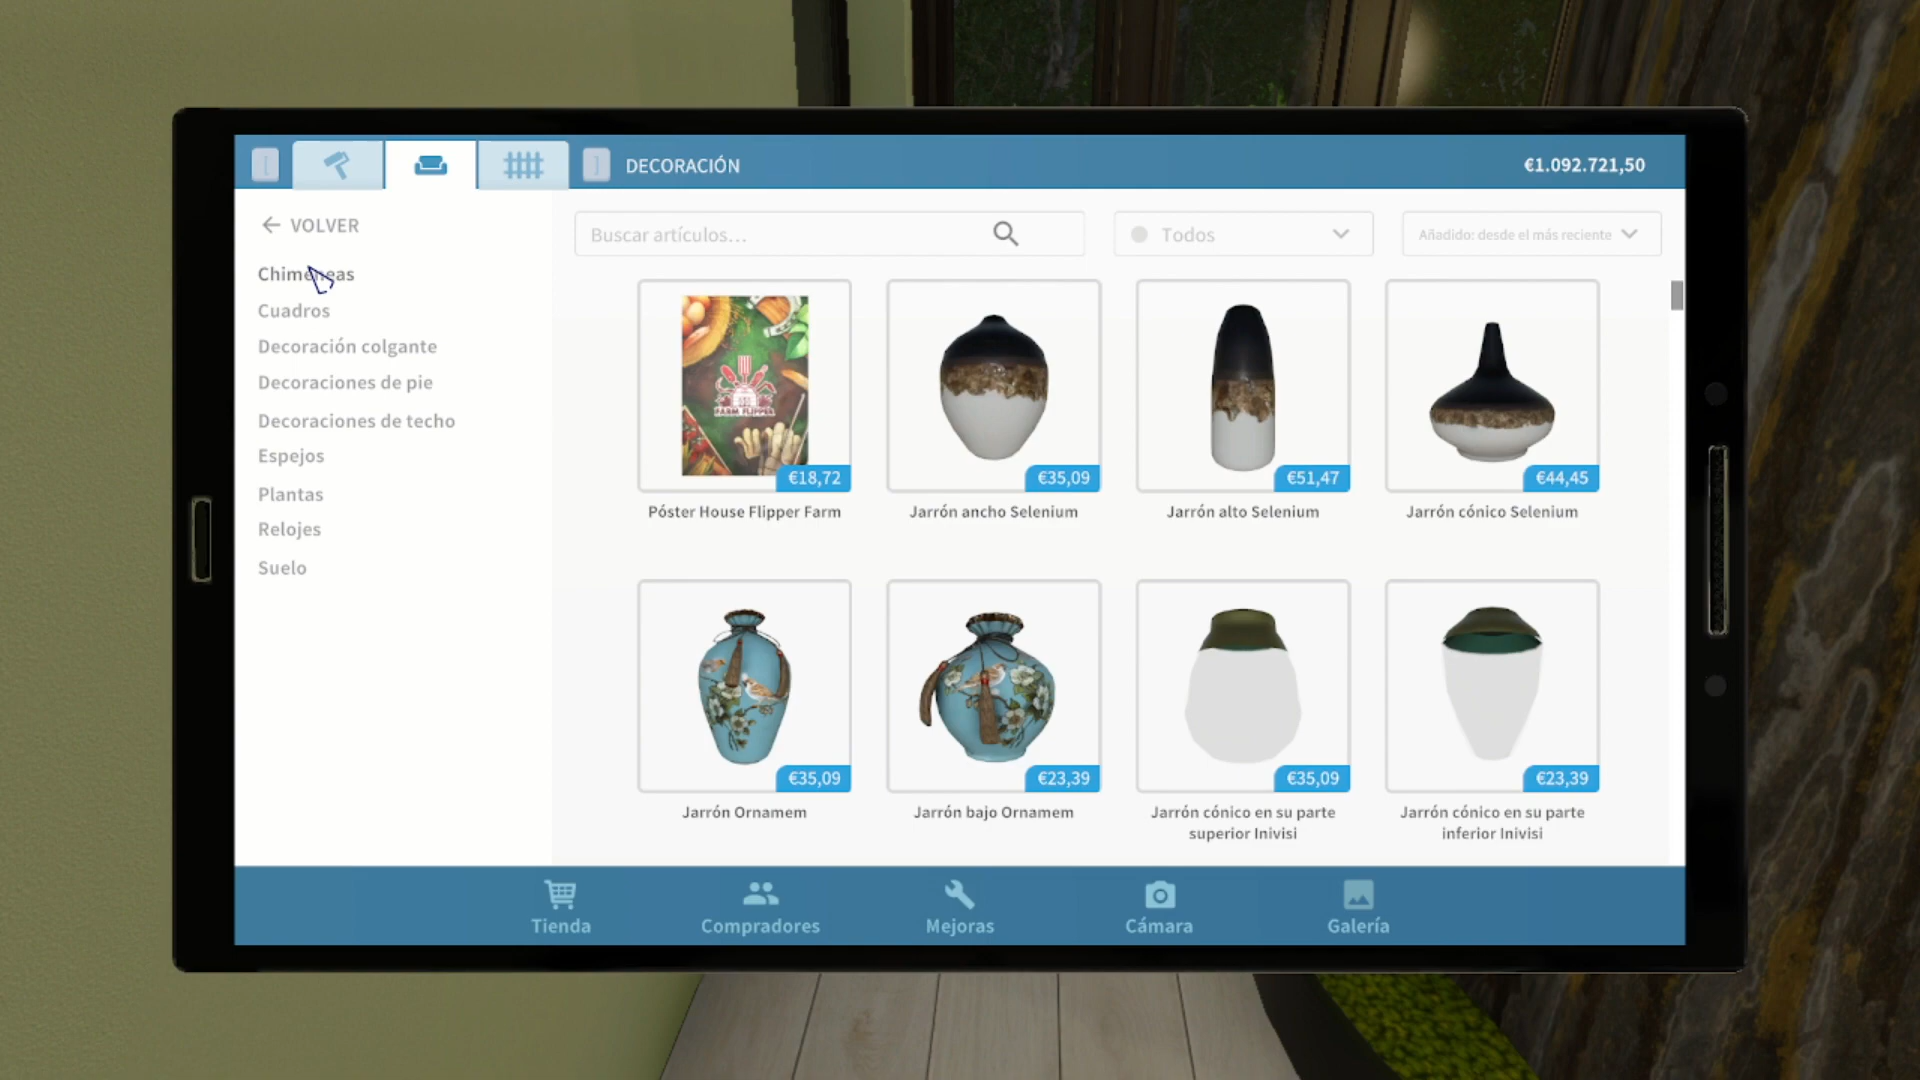 [
]
DECORACIÓN
€1.092.721,50
VOLVER
Buscar artículos...
Todos
Añadido: desde el más reciente
Chimeneas
Cuadros
Decoración colgante
Decoraciones de pie
Decoraciones de techo
Espejos
Plantas
Relojes
Suelo
FARM FLIPPER
€18,72
€35,09
€51,47
€44,45
Póster House Flipper Farm
Jarrón ancho Selenium
Jarrón alto Selenium
Jarrón cónico Selenium
€35,09
€23,39
€35,09
€23,39
Jarrón Ornamem
Jarrón bajo Ornamem
Jarrón cónico en su parte
superior Inivisi
Jarrón cónico en su parte
inferior Inivisi
Tienda
Compradores
Mejoras
Cámara
Galería